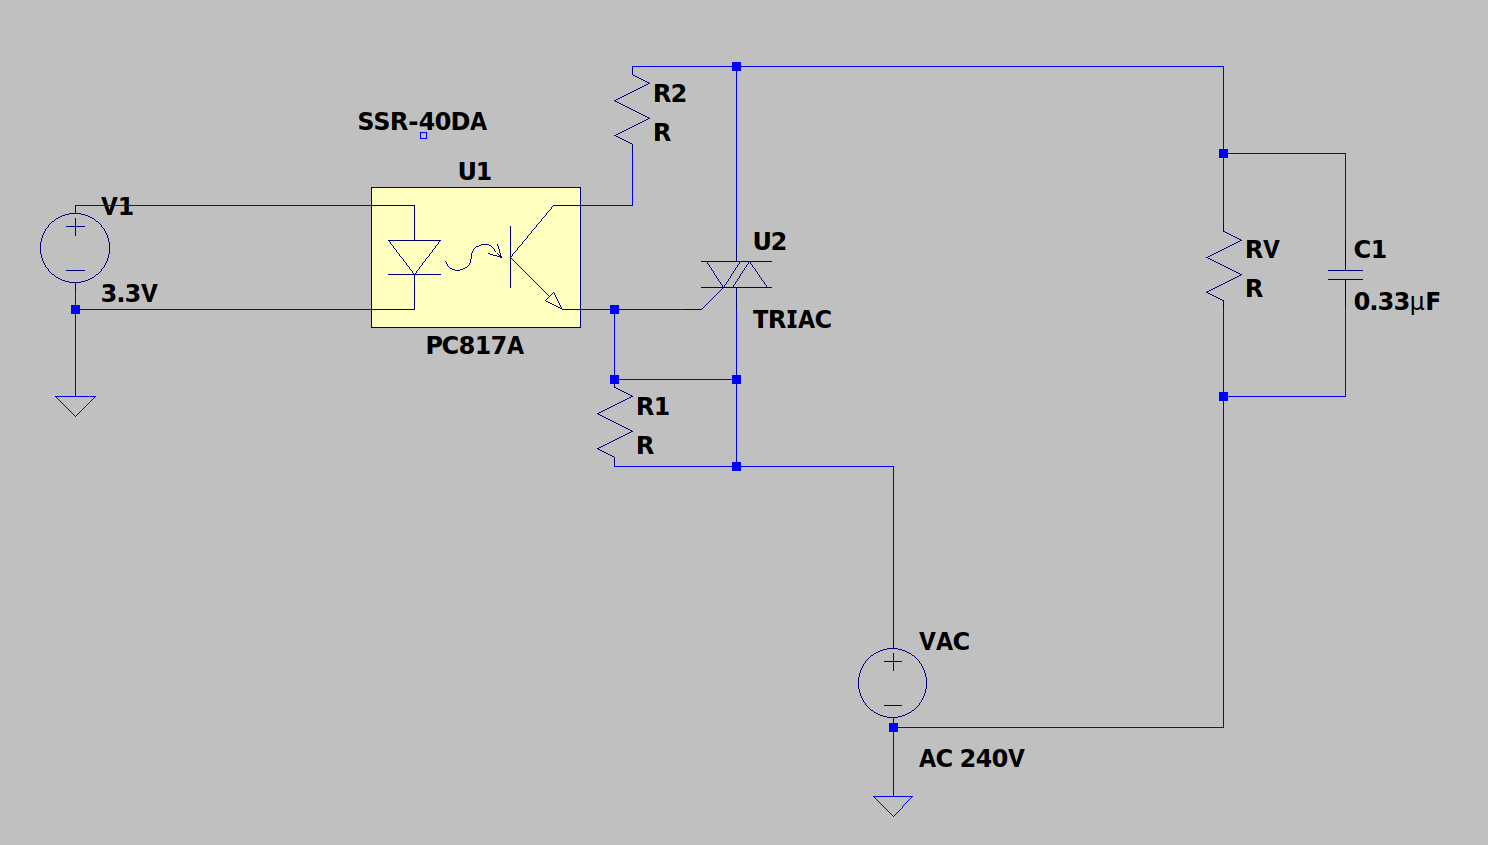 SSR-40DA
U1
PC817A
V1
3.3V
R2
R
U2
TRIAC
R1
R
RV
R
C1
0.33µF
VAC
AC 240V